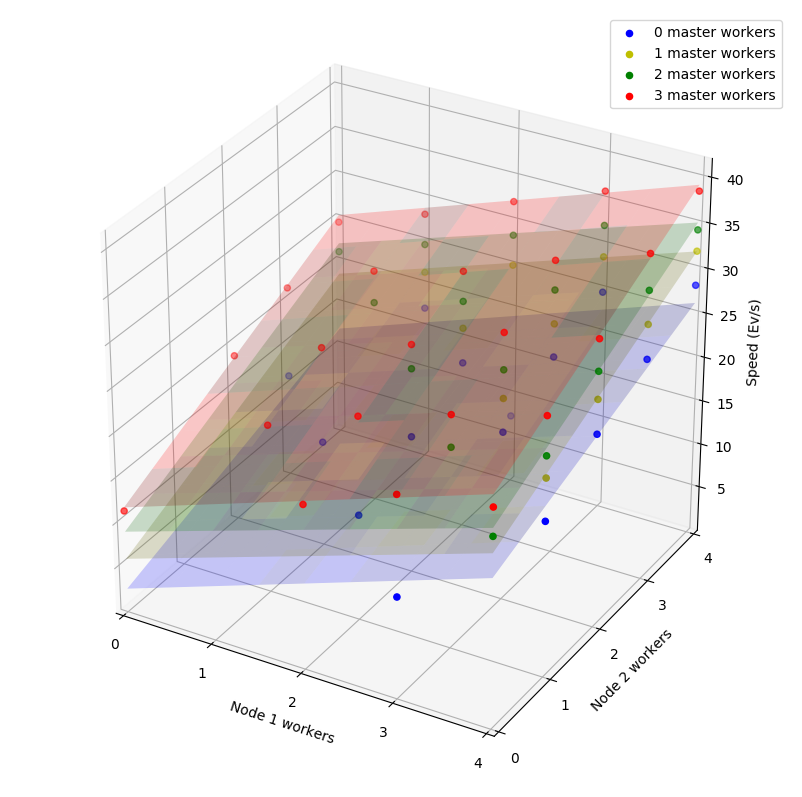 0 master workers
1 master workers
2 master workers
3 master workers
40
35
30
25
20
15
10
5
Speed (Ev/s)
4
3
2
1
0
Node 2 workers
0
1
2
3
4
Node 1 workers